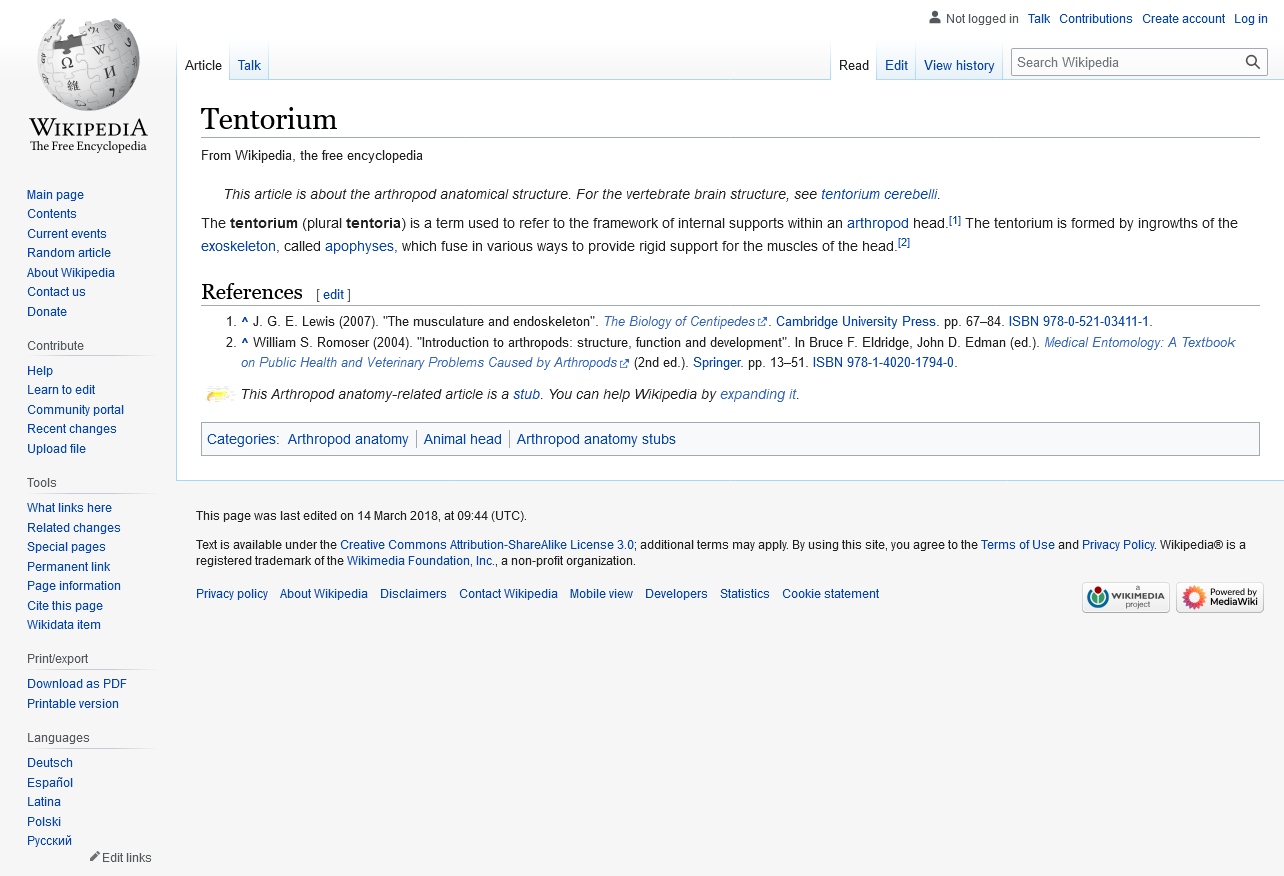 Not logged in Talk Contributions Create account Log in
Article Talk Read Edit View history Search Wikipedia
WIKIPEDIA
The Free Encyclopedia
Main page
Contents
Current events
Random article
About Wikipedia
Contact us
Donate
Contribute
Help
Learn to edit
Community portal
Recent changes
Upload file
Tools
What links here
Related changes
Special pages
Permanent link
Page information
Cite this page
Wikidata item
Print/export
Download as PDF
Printable version
Languages
Deutsch
Español
Latina
Polski
Русский
Edit links
Tentorium
From Wikipedia, the free encyclopedia
This article is about the arthropod anatomical structure. For the vertebrate brain structure, see tentorium cerebelli.
The tentorium (plural tentoria) is a term used to refer to the framework of internal supports within an arthropod head.[1] The tentorium is formed by ingrowths of the
exoskeleton, called apophyses, which fuse in various ways to provide rigid support for the muscles of the head.[2]
References [ edit ]
1. ^ J. G. E. Lewis (2007). "The musculature and endoskeleton". The Biology of Centipedes. Cambridge University Press. pp. 67–84. ISBN 978-0-521-03411-1.
2. ^ William S. Romoser (2004). "Introduction to arthropods: structure, function and development". In Bruce F. Eldridge, John D. Edman (ed.). Medical Entomology: A Textbook
on Public Health and Veterinary Problems Caused by Arthropods (2nd ed.). Springer. pp. 13–51. ISBN 978-1-4020-1794-0.
This Arthropod anatomy-related article is a stub. You can help Wikipedia by expanding it.
Categories: Arthropod anatomy Animal head Arthropod anatomy stubs
This page was last edited on 14 March 2018, at 09:44 (UTC).
Text is available under the Creative Commons Attribution-ShareAlike License 3.0; additional terms may apply. By using this site, you agree to the Terms of Use and Privacy Policy. Wikipedia® is a
registered trademark of the Wikimedia Foundation, Inc., a non-profit organization.
Privacy policy About Wikipedia Disclaimers Contact Wikipedia Mobile view Developers Statistics Cookie statement
a
WIKIMEDIA
project
Powered by
MediaWiki